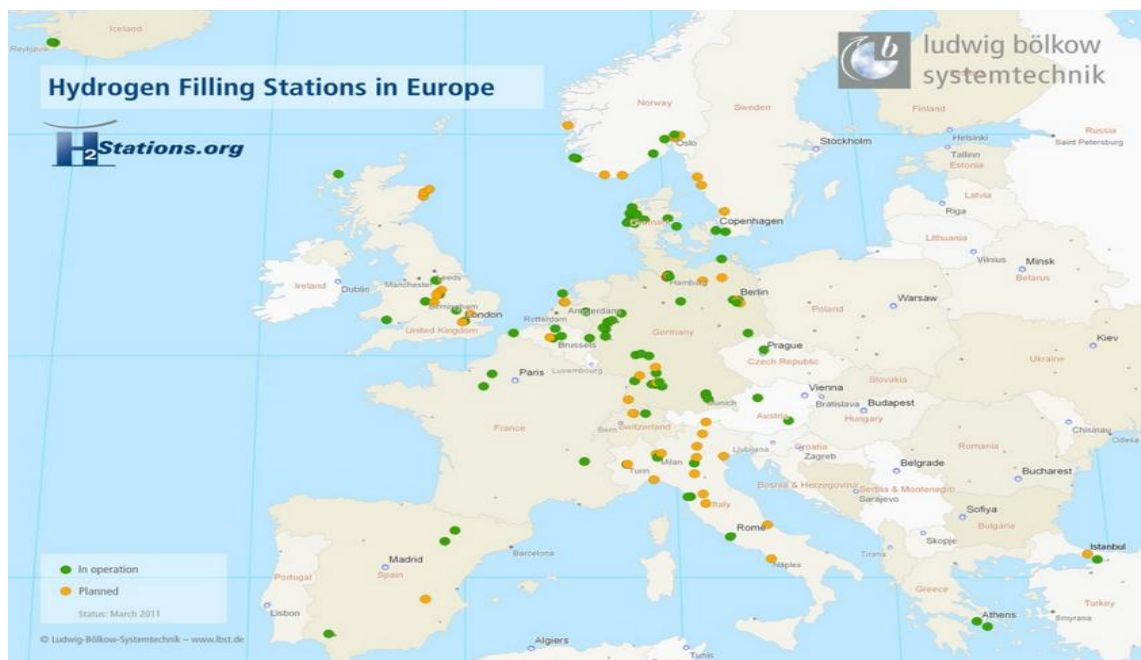 Iceland
Reykjavik
Hydrogen Filling Stations in Europe
H2Stations.org
b
ludwig bölkow
systemtechnik
Norway
Sweden
Finland
Russia
Oslo
Stockholm
Helsinki
Saint Petersburg
Tallinn
Estonia
Latvia
Riga
Denmark
Copenhagen
Lithuania
Vilnius
Minsk
Belarus
Ireland
Dublin
Manchester
Leeds
Birmingham
London
United Kingdom
Amsterdam
Rotterdam
Brussels
Hamburg
Berlin
Germany
Poland
Warsaw
Kiev
Ukraine
Luxembourg
Prague
Czech Republic
Paris
France
Munich
Vienna
Bratislava
Slovakia
Austria
Budapest
Hungary
Bern
Switzerland
Chisinau
Odesa
Ljubljana
Zagreb
Croatia
Romania
Milan
Turin
Belgrade
Bucharest
Bosnia & Herzegovina
Serbia & Montenegro
Sarajevo
Italy
Rome
Sofiya
Bulgaria
Skopje
Tirana
Istanbul
Madrid
Spain
Barcelona
Naples
Portugal
Lisbon
Greece
Athens
Turkey
Smyrana
Algiers
Tunis
In operation
Planned
Status: March 2011
© Ludwig-Bölkow-Systemtechnik – www.lbst.de